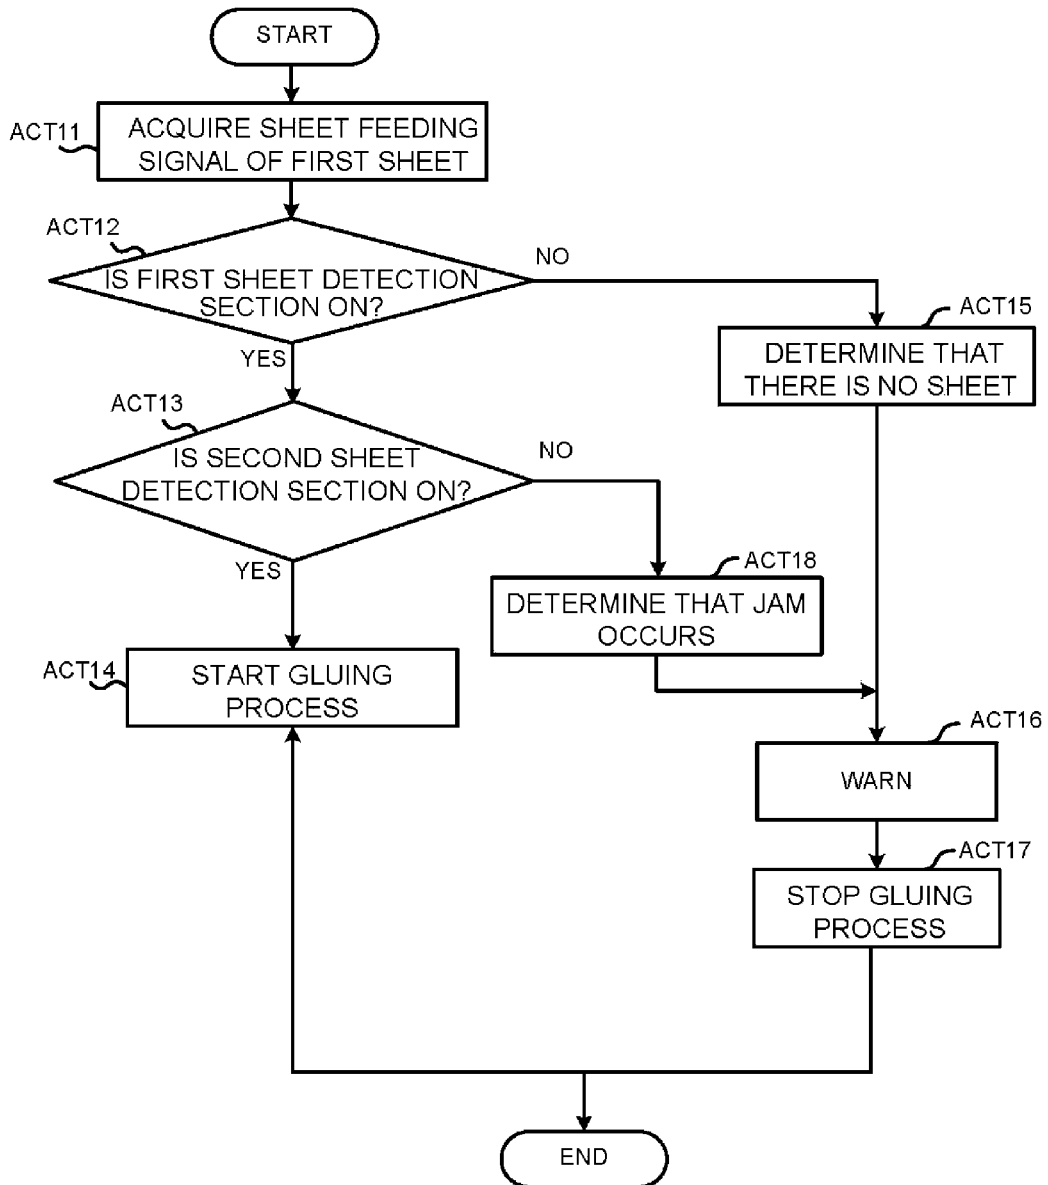 START
ACT11
ACQUIRE SHEET FEEDING
SIGNAL OF FIRST SHEET
ACT12
IS FIRST SHEET DETECTION
SECTION ON?
NO
YES
ACT15
DETERMINE THAT
THERE IS NO SHEET
ACT13
IS SECOND SHEET
DETECTION SECTION ON?
NO
YES
ACT18
DETERMINE THAT JAM
OCCURS
ACT14
START GLUING
PROCESS
ACT16
WARN
ACT17
STOP GLUING
PROCESS
END